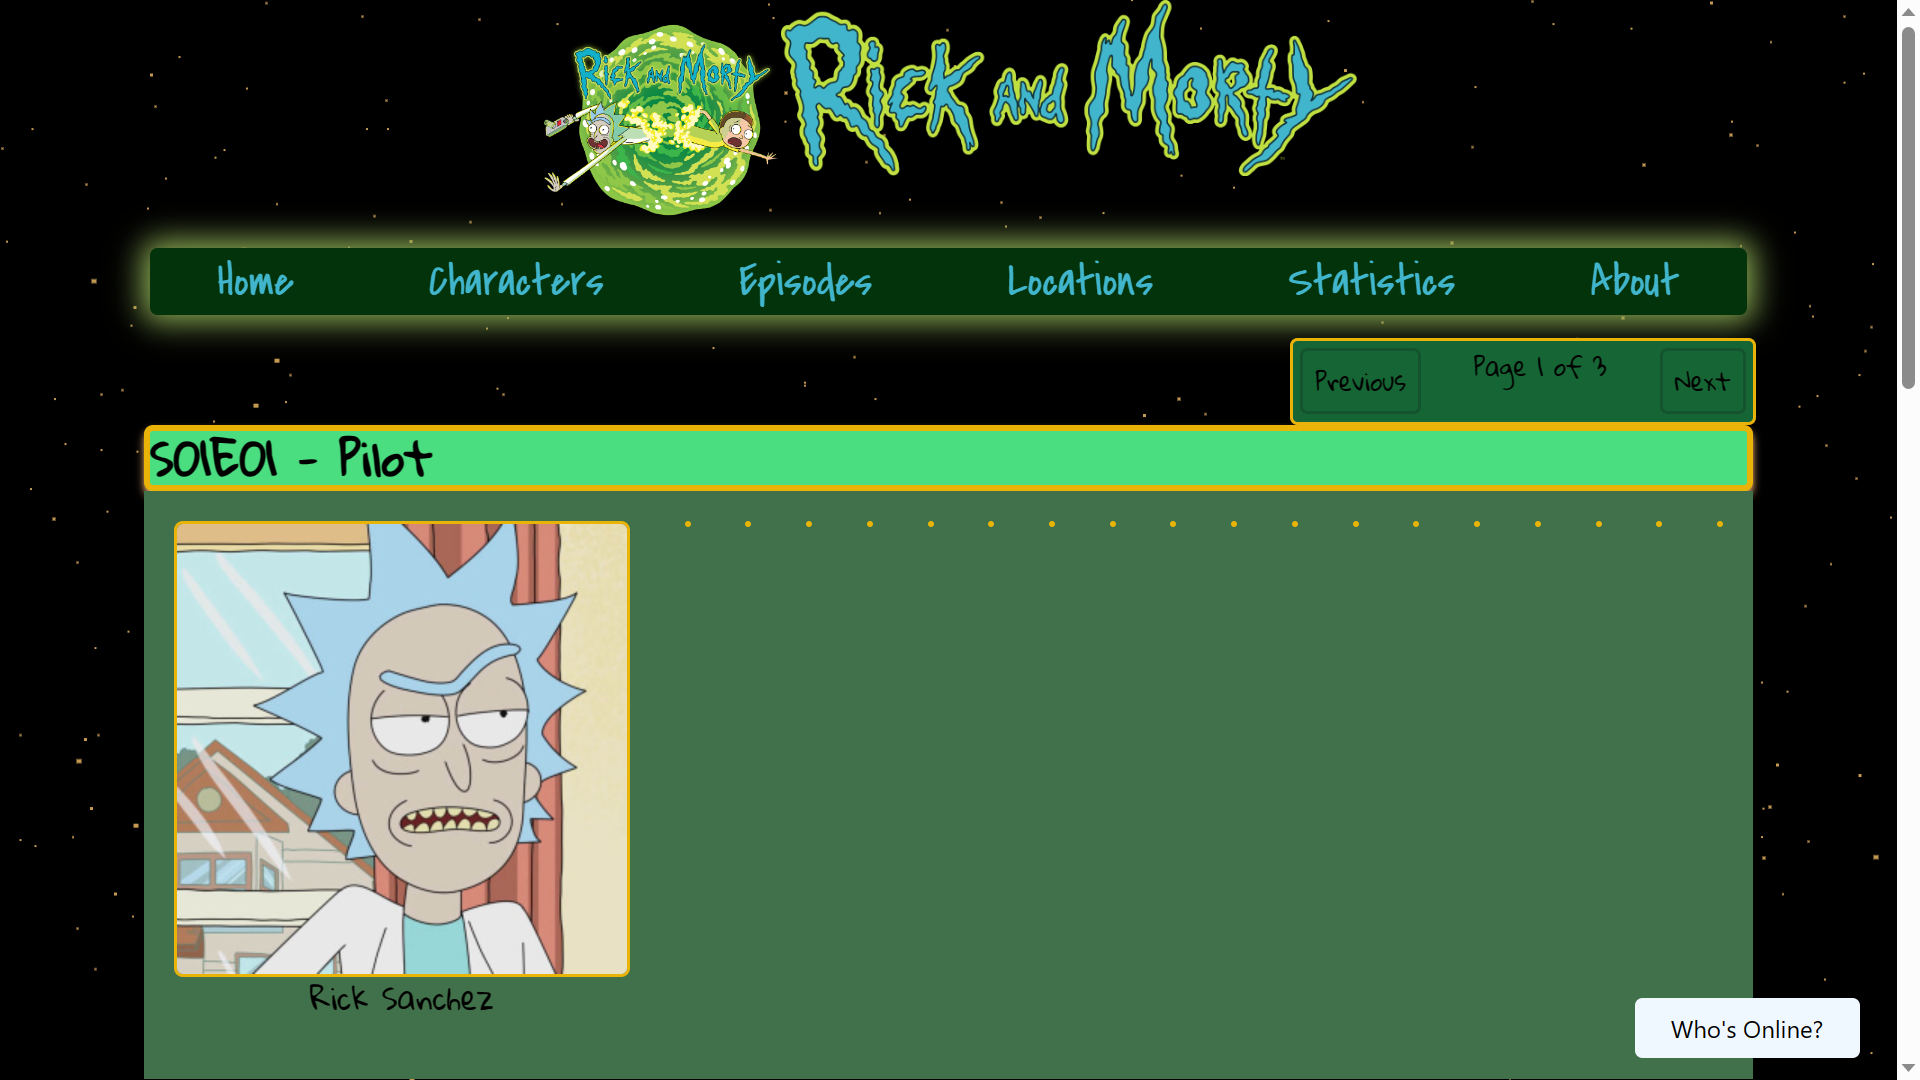 Rick and Morty
Rick and Morty
Home Characters Episodes Locations Statistics About
Previous Page 1 of 3 Next
S01E01 - Pilot
Rick Sanchez
Who's Online?